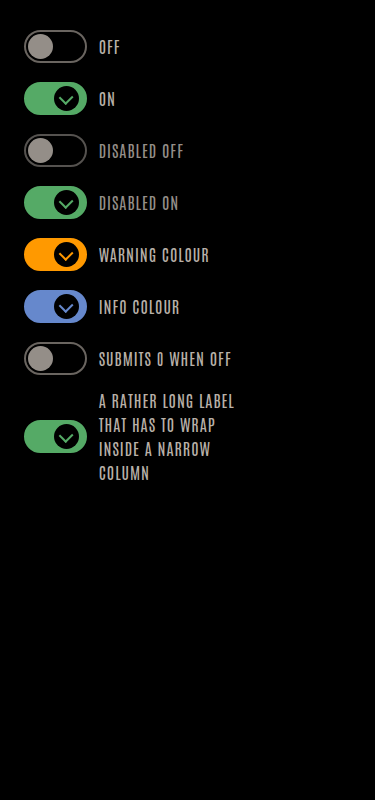 OFF
ON
DISABLED OFF
DISABLED ON
WARNING COLOUR
INFO COLOUR
SUBMITS 0 WHEN OFF
A RATHER LONG LABEL
THAT HAS TO WRAP
INSIDE A NARROW
COLUMN